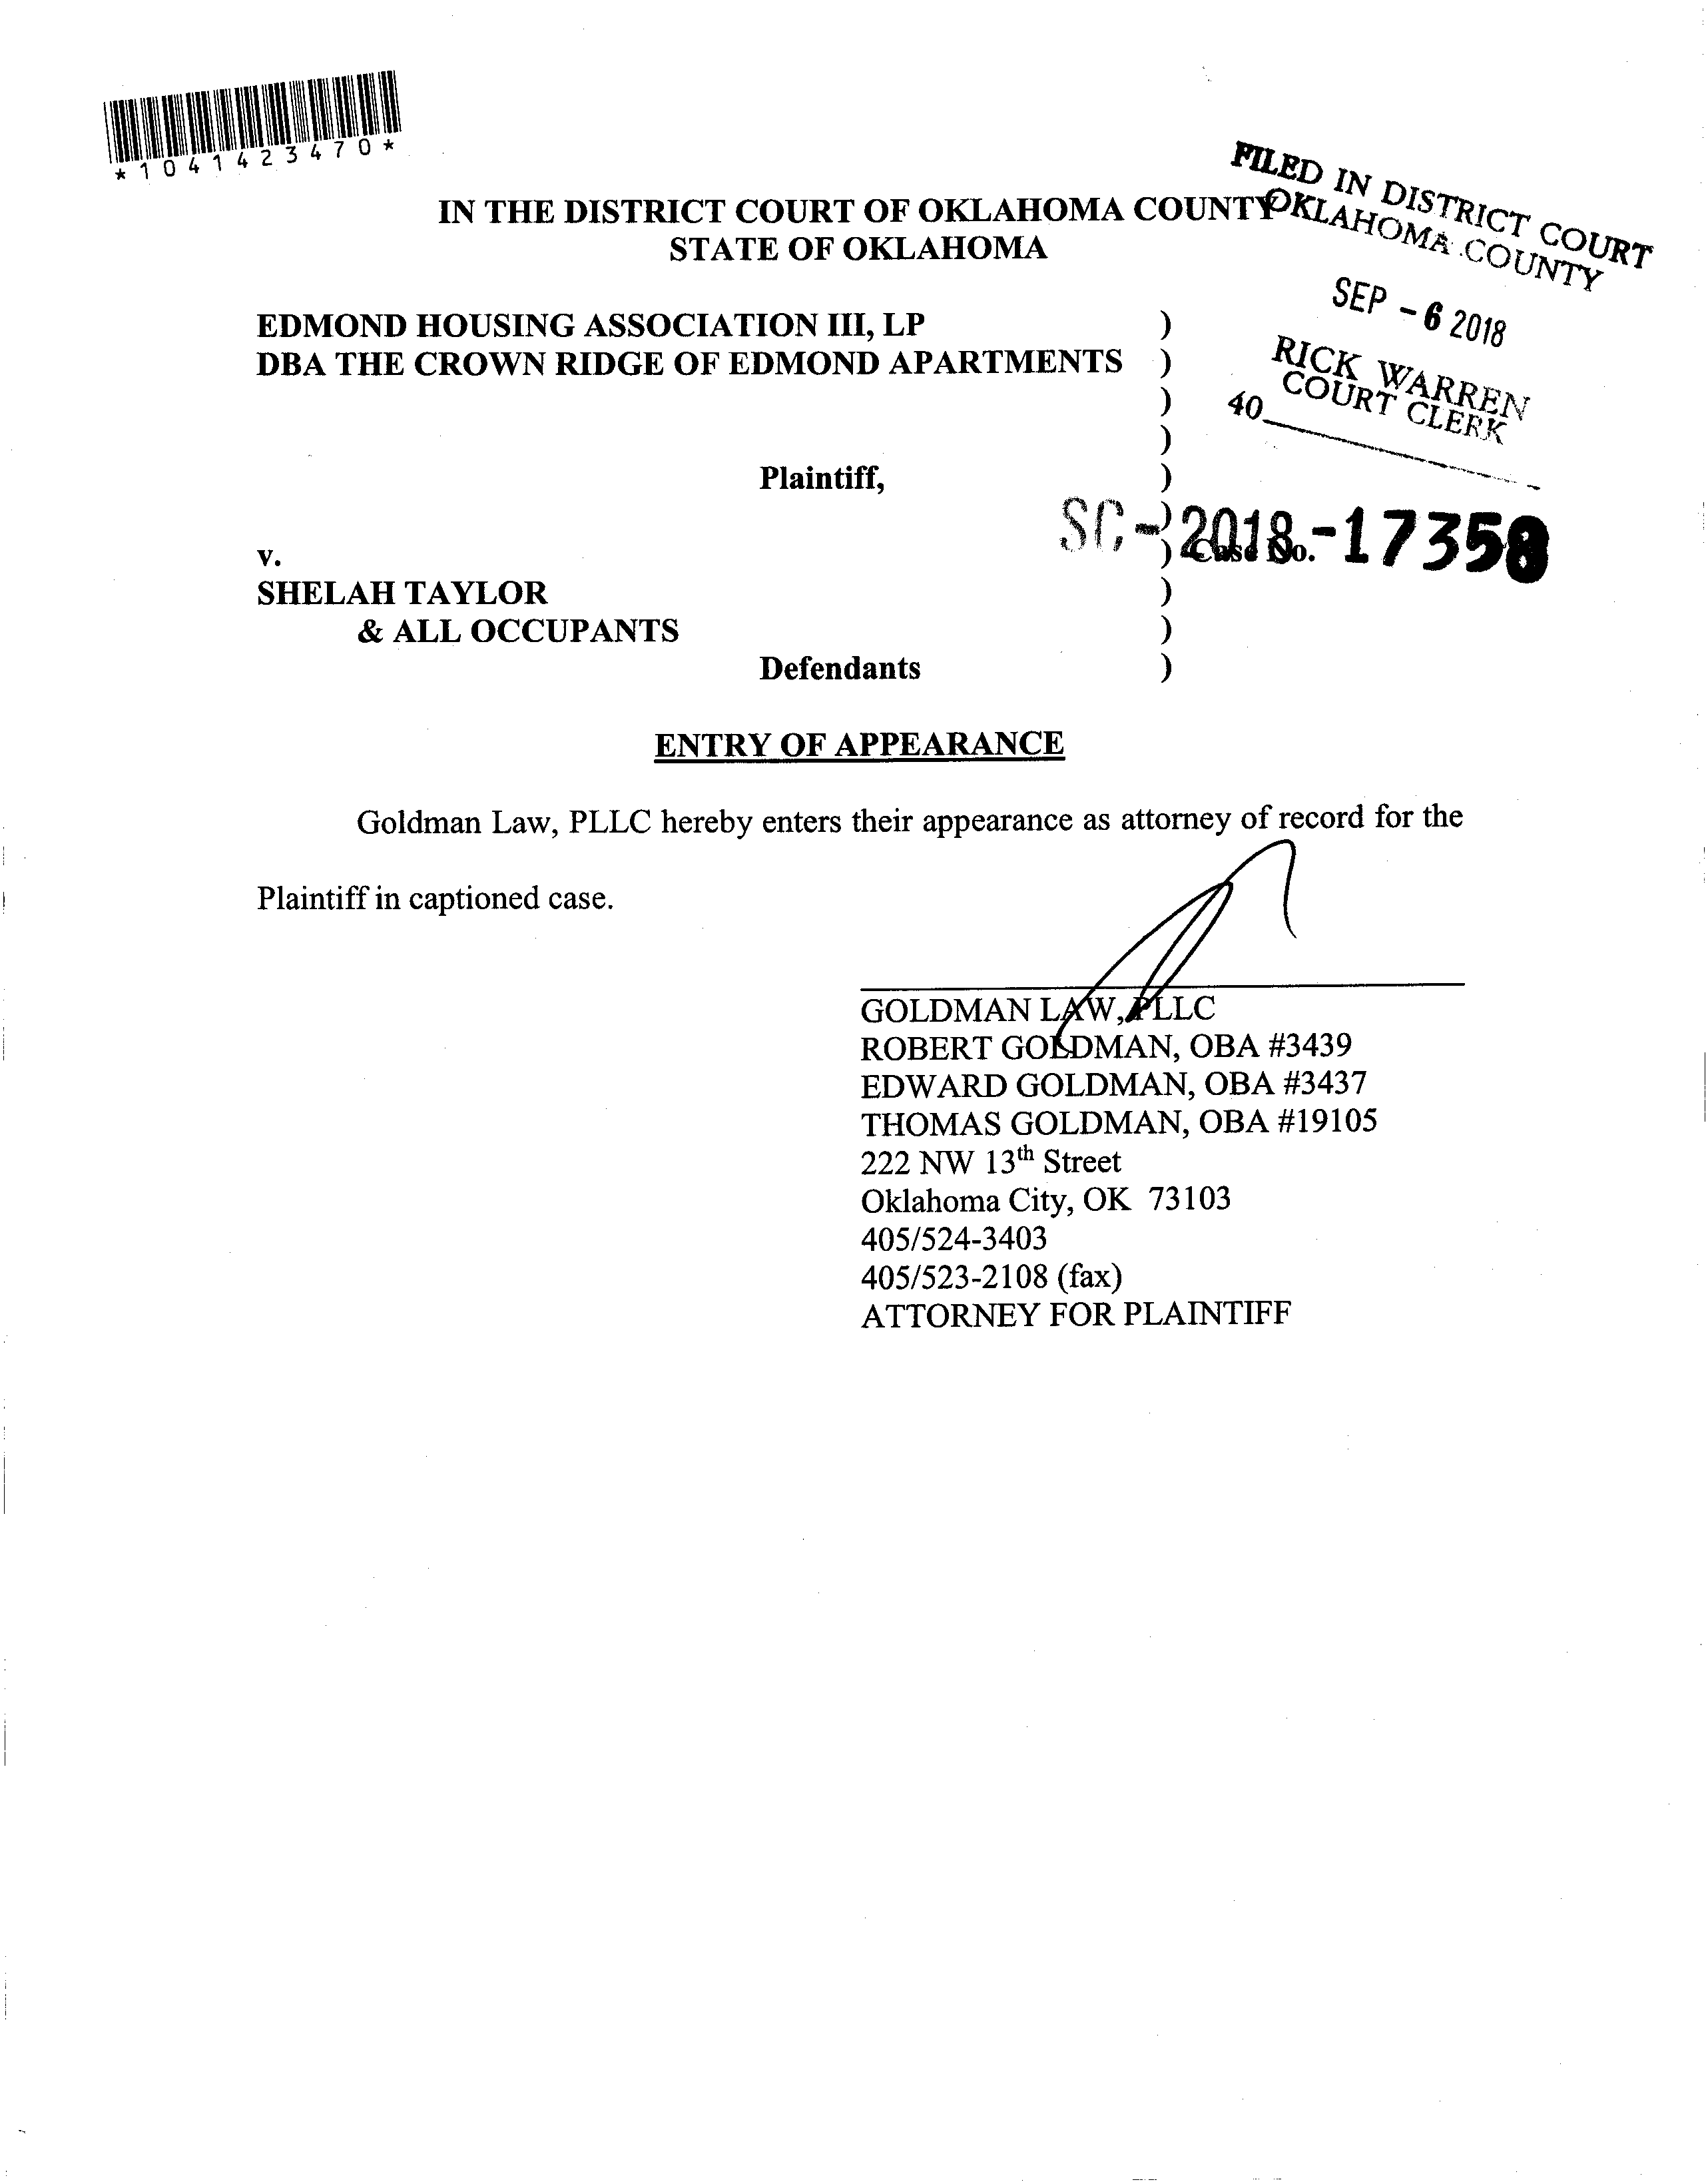 *1041423470*
FILED IN DISTRICT COURT
OKLAHOMA COUNTY
IN THE DISTRICT COURT OF OKLAHOMA COUNTY
STATE OF OKLAHOMA
SEP -6 2018
EDMOND HOUSING ASSOCIATION III, LP )
DBA THE CROWN RIDGE OF EDMOND APARTMENTS )
RICK WARREN
COURT CLERK
)
40
)
Plaintiff, )
)
SC-2018-17358
v. ) Case No.
SHELAH TAYLOR )
& ALL OCCUPANTS )
Defendants )
ENTRY OF APPEARANCE
Goldman Law, PLLC hereby enters their appearance as attorney of record for the
Plaintiff in captioned case.
GOLDMAN LAW, PLLC
ROBERT GOLDMAN, OBA #3439
EDWARD GOLDMAN, OBA #3437
THOMAS GOLDMAN, OBA #19105
222 NW 13th Street
Oklahoma City, OK 73103
405/524-3403
405/523-2108 (fax)
ATTORNEY FOR PLAINTIFF